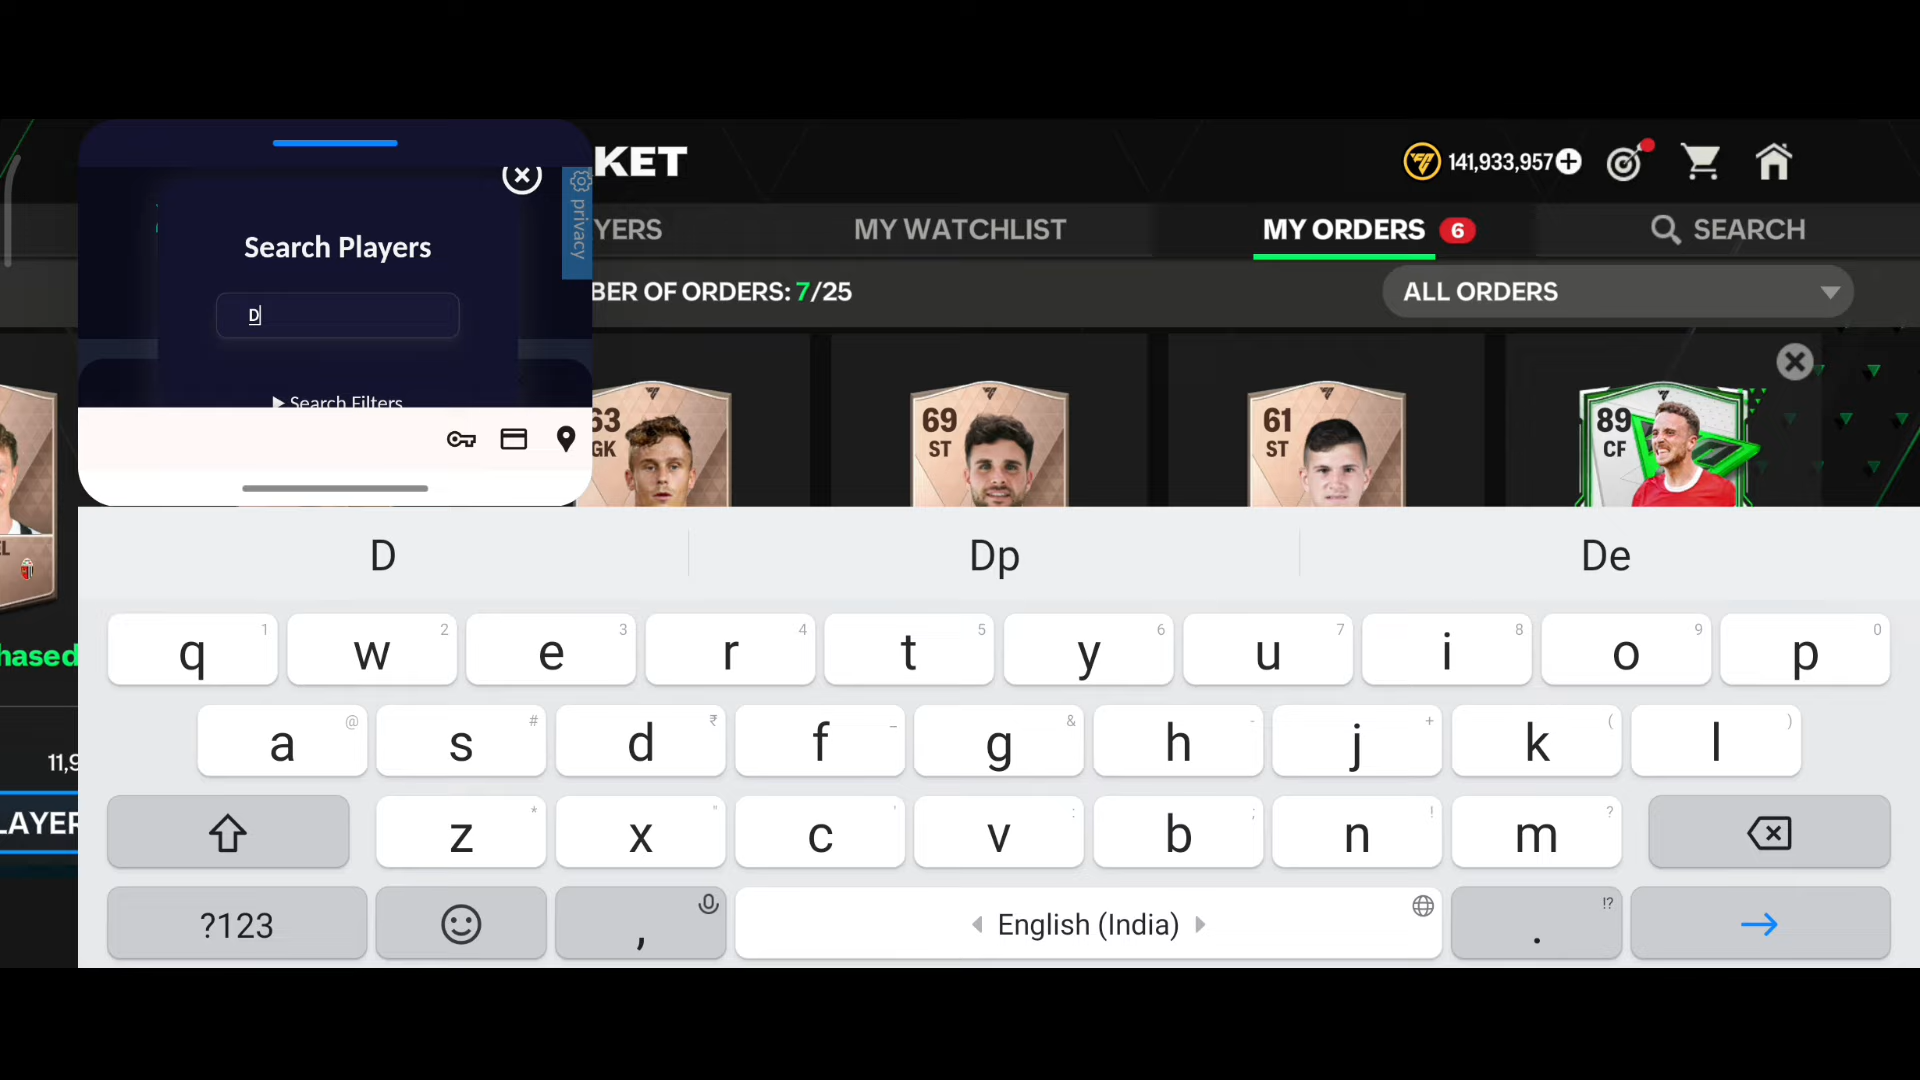 KET
141,933,957
YERS
MY WATCHLIST
MY ORDERS 6
SEARCH
BER OF ORDERS: 7/25
ALL ORDERS
privacy
Search Players
D
▶ Search Filters
63
GK
69
ST
61
ST
89
CF
EL
hased
11,9
LAYER
D Dp De
q 1 w 2 e 3 r 4 t 5 y 6 u 7 i 8 o 9 p 0
a @ s # d ₹ f _ g & h - j + k ( l )
z * x " c ' v : b ; n ! m ?
?123 , English (India) . !?